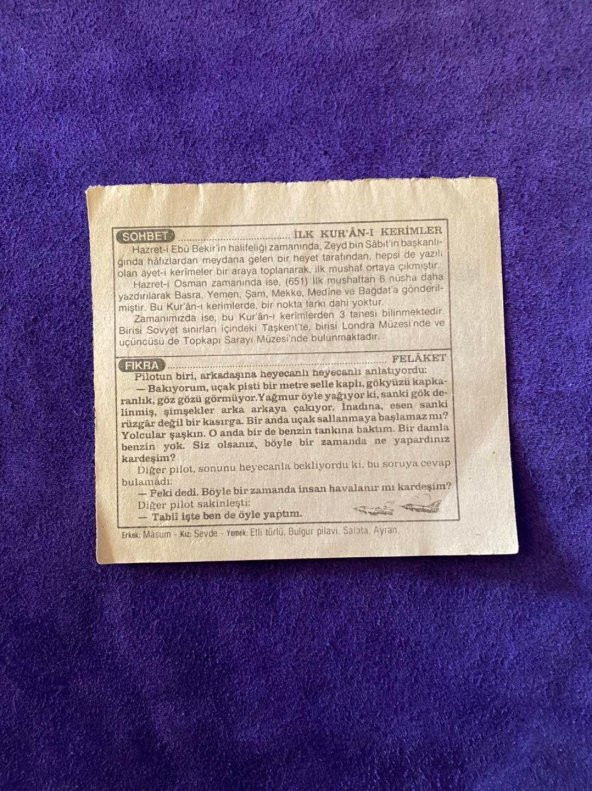 SOHBET ........................ İLK KUR'ÂN-I KERİMLER
Hazret-i Ebû Bekir'in halifeliği zamanında, Zeyd bin Sâbit'in başkanlı-
ğında hâfızlardan meydana gelen bir heyet tarafından, hepsi de yazılı
olan âyet-i kerimeler bir araya toplanarak, ilk mushaf ortaya çıkmıştır.
Hazret-i Osman zamanında ise, (651) ilk mushaftan 6 nüsha daha
yazdırılarak Basra, Yemen, Şam, Mekke, Medine ve Bağdat'a gönderil-
miştir. Bu Kur'ân-ı kerimlerde, bir nokta farkı dahi yoktur.
Zamanımızda ise, bu Kur'ân-ı kerimlerden 3 tanesi bilinmektedir.
Birisi Sovyet sınırları içindeki Taşkent'te, birisi Londra Müzesi'nde ve
üçüncüsü de Topkapı Sarayı Müzesi'nde bulunmaktadır.
FIKRA ........................ FELÂKET
Pilotun biri, arkadaşına heyecanlı heyecanlı anlatıyordu:
— Bakıyorum, uçak pisti bir metre selle kaplı, gökyüzü kapka-
ranlık, göz gözü görmüyor. Yağmur öyle yağıyor ki, sanki gök de-
linmiş, şimşekler arka arkaya çakıyor. İnadına, esen sanki
rüzgâr değil bir kasırga. Bir anda uçak sallanmaya başlamaz mı?
Yolcular şaşkın. O anda bir de benzin tankına baktım. Bir damla
benzin yok. Siz olsanız, böyle bir zamanda ne yapardınız
kardeşim?
Diğer pilot, sonunu heyecanla bekliyordu ki, bu soruya cevap
bulamadı:
— Peki dedi. Böyle bir zamanda insan havalanır mı kardeşim?
Diğer pilot sakinleşti:
— Tabiî işte ben de öyle yaptım.
Erkek: Mâsum - Kız: Sevde - Yemek: Etli türlü, Bulgur pilavı, Salata, Ayran.